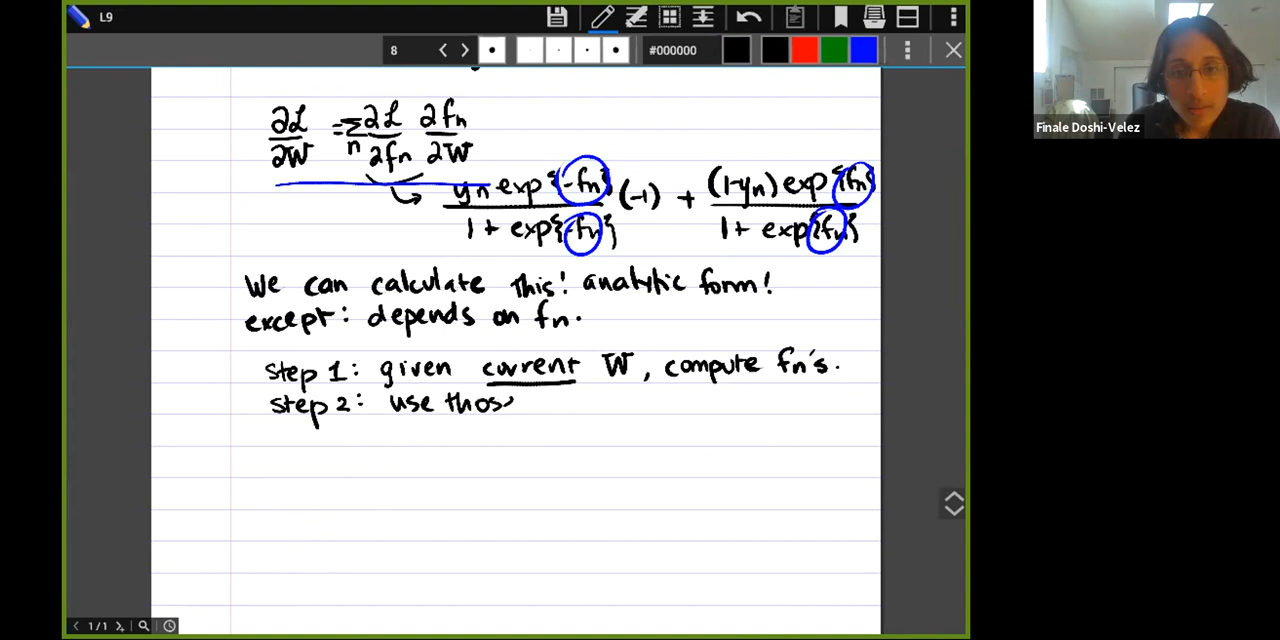 L9
8
#000000
Finale Doshi-Velez
∂L/∂W = Σn ∂L/∂fn ∂fn/∂W
yn exp{-fn} / 1 + exp{-fn} (-1) + (1-yn) exp{fn} / 1 + exp{fn}
We can calculate this! analytic form!
except: depends on fn.
step 1: given current W, compute fn's.
step 2: use thos
1/1